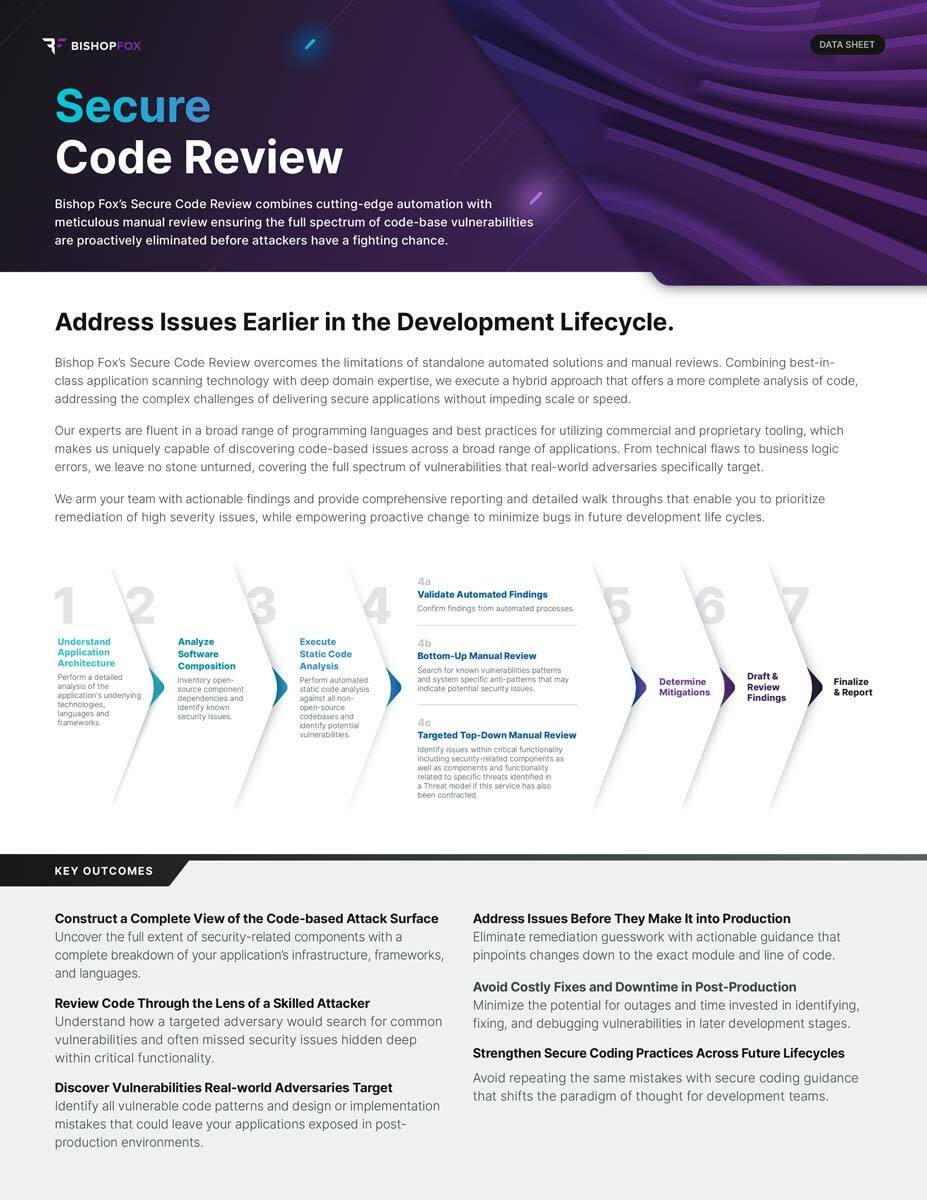 BISHOPFOX
DATA SHEET
Secure
Code Review
Bishop Fox's Secure Code Review combines cutting-edge automation with
meticulous manual review ensuring the full spectrum of code-base vulnerabilities
are proactively eliminated before attackers have a fighting chance.
Address Issues Earlier in the Development Lifecycle.
Bishop Fox's Secure Code Review overcomes the limitations of standalone automated solutions and manual reviews. Combining best-in-
class application scanning technology with deep domain expertise, we execute a hybrid approach that offers a more complete analysis of code,
addressing the complex challenges of delivering secure applications without impeding scale or speed.
Our experts are fluent in a broad range of programming languages and best practices for utilizing commercial and proprietary tooling, which
makes us uniquely capable of discovering code-based issues across a broad range of applications. From technical flaws to business logic
errors, we leave no stone unturned, covering the full spectrum of vulnerabilities that real-world adversaries specifically target.
We arm your team with actionable findings and provide comprehensive reporting and detailed walk throughs that enable you to prioritize
remediation of high severity issues, while empowering proactive change to minimize bugs in future development life cycles.
1
Understand
Application
Architecture
Perform a detailed
analysis of the
application's underlying
technologies,
languages and
frameworks.
2
Analyze
Software
Composition
Inventory open-
source component
dependencies and
identify known
security issues.
3
Execute
Static Code
Analysis
Perform automated
static code analysis
against all non-
open-source
codebases and
identify potential
vulnerabilities.
4
4a
Validate Automated Findings
Confirm findings from automated processes.
4b
Bottom-Up Manual Review
Search for known vulnerabilities patterns
and system specific anti-patterns that may
indicate potential security issues.
4c
Targeted Top-Down Manual Review
Identify issues within critical functionality
including security-related components as
well as components and functionality
related to specific threats identified in
a Threat model if this service has also
been contracted.
5
Determine
Mitigations
6
Draft &
Review
Findings
7
Finalize
& Report
KEY OUTCOMES
Construct a Complete View of the Code-based Attack Surface
Uncover the full extent of security-related components with a
complete breakdown of your application's infrastructure, frameworks,
and languages.
Review Code Through the Lens of a Skilled Attacker
Understand how a targeted adversary would search for common
vulnerabilities and often missed security issues hidden deep
within critical functionality.
Discover Vulnerabilities Real-world Adversaries Target
Identify all vulnerable code patterns and design or implementation
mistakes that could leave your applications exposed in post-
production environments.
Address Issues Before They Make It into Production
Eliminate remediation guesswork with actionable guidance that
pinpoints changes down to the exact module and line of code.
Avoid Costly Fixes and Downtime in Post-Production
Minimize the potential for outages and time invested in identifying,
fixing, and debugging vulnerabilities in later development stages.
Strengthen Secure Coding Practices Across Future Lifecycles
Avoid repeating the same mistakes with secure coding guidance
that shifts the paradigm of thought for development teams.